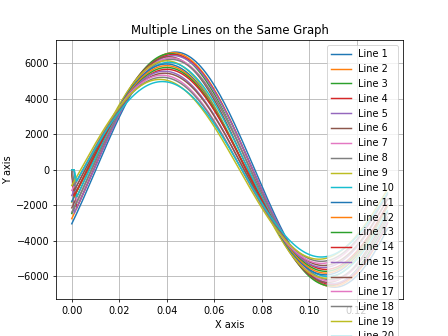 Multiple Lines on the Same Graph
Y axis
6000
4000
2000
0
−2000
−4000
−6000
0.00
0.02
0.04
0.06
0.08
0.10
X axis
Line 1
Line 2
Line 3
Line 4
Line 5
Line 6
Line 7
Line 8
Line 9
Line 10
Line 11
Line 12
Line 13
Line 14
Line 15
Line 16
Line 17
Line 18
Line 19
Line 20